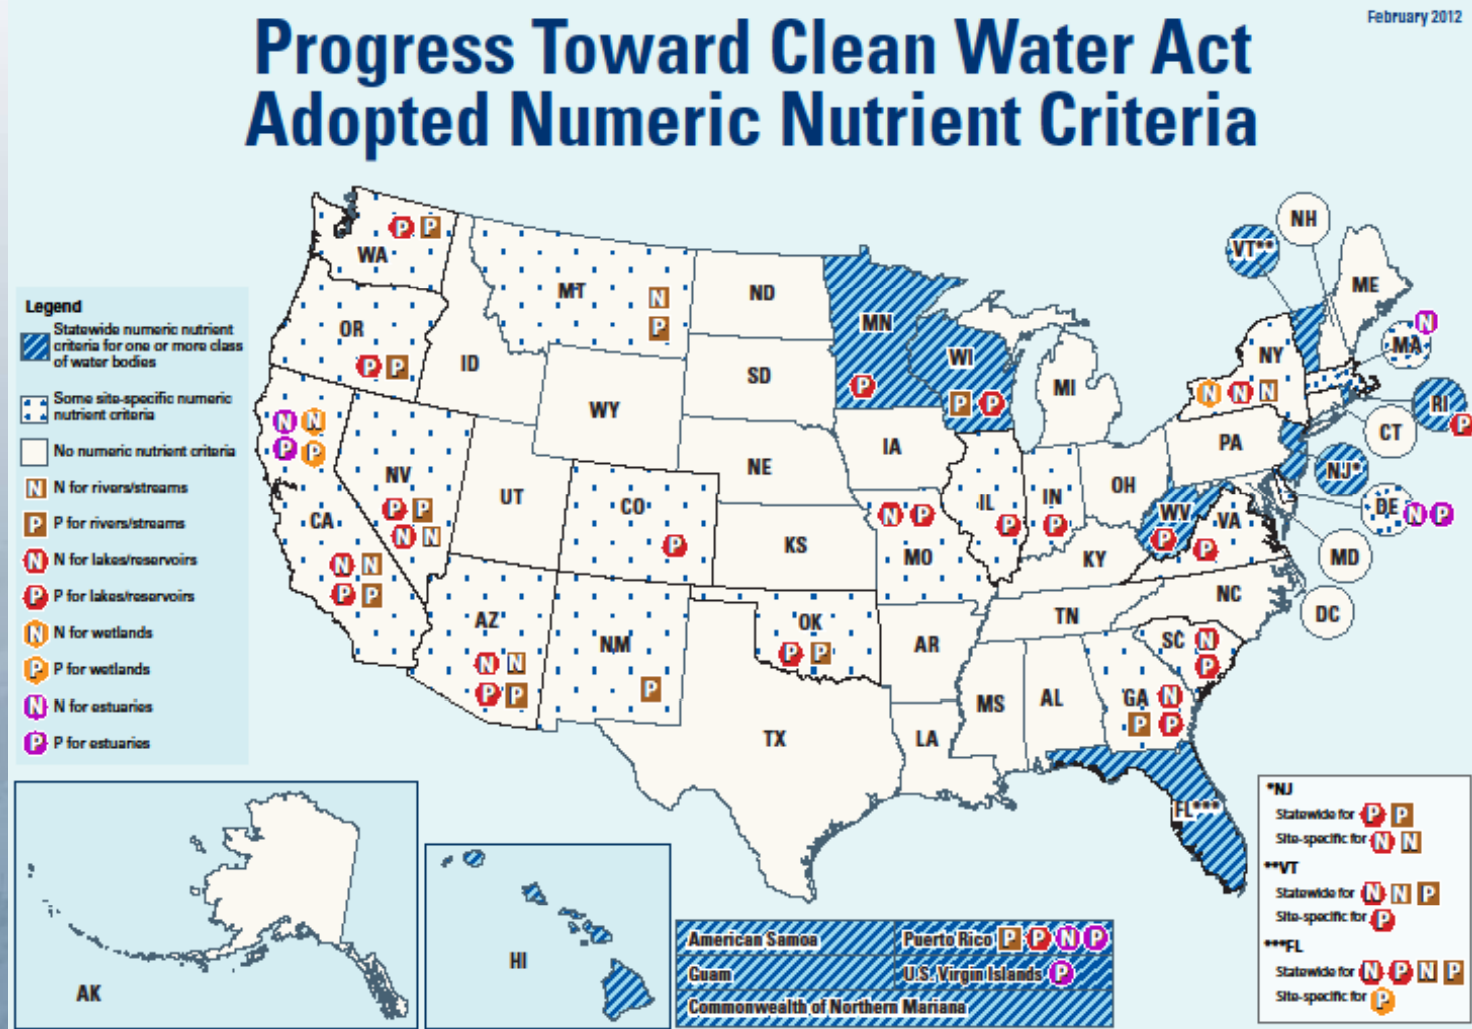 February 2012
Progress Toward Clean Water Act
Adopted Numeric Nutrient Criteria
Legend
Statewide numeric nutrient
criteria for one or more class
of water bodies
Some site-specific numeric
nutrient criteria
No numeric nutrient criteria
N N for rivers/streams
P P for rivers/streams
N N for lakes/reservoirs
P P for lakes/reservoirs
N N for wetlands
P P for wetlands
N N for estuaries
P P for estuaries
WA P P
OR P P
CA N N P P N N P P
NV P P N N
ID
MT N P
WY
UT
CO P
AZ N N P P
NM P
ND
SD
NE
KS
OK P P
TX
MN P
WI P P
IA
MO N P
AR
LA
IL P
IN P
MI
OH
KY
TN
MS
AL
GA N P P
FL***
SC N P
NC
VA P
WV P
PA
NY N N N
VT**
NH
ME
MA N
RI P
CT
NJ*
DE N P
MD
DC
AK
HI
American Samoa
Puerto Rico P P N P
Guam
U.S. Virgin Islands P
Commonwealth of Northern Mariana
*NJ
Statewide for P P
Site-specific for N N
**VT
Statewide for N N P
Site-specific for P
***FL
Statewide for N P N P
Site-specific for P